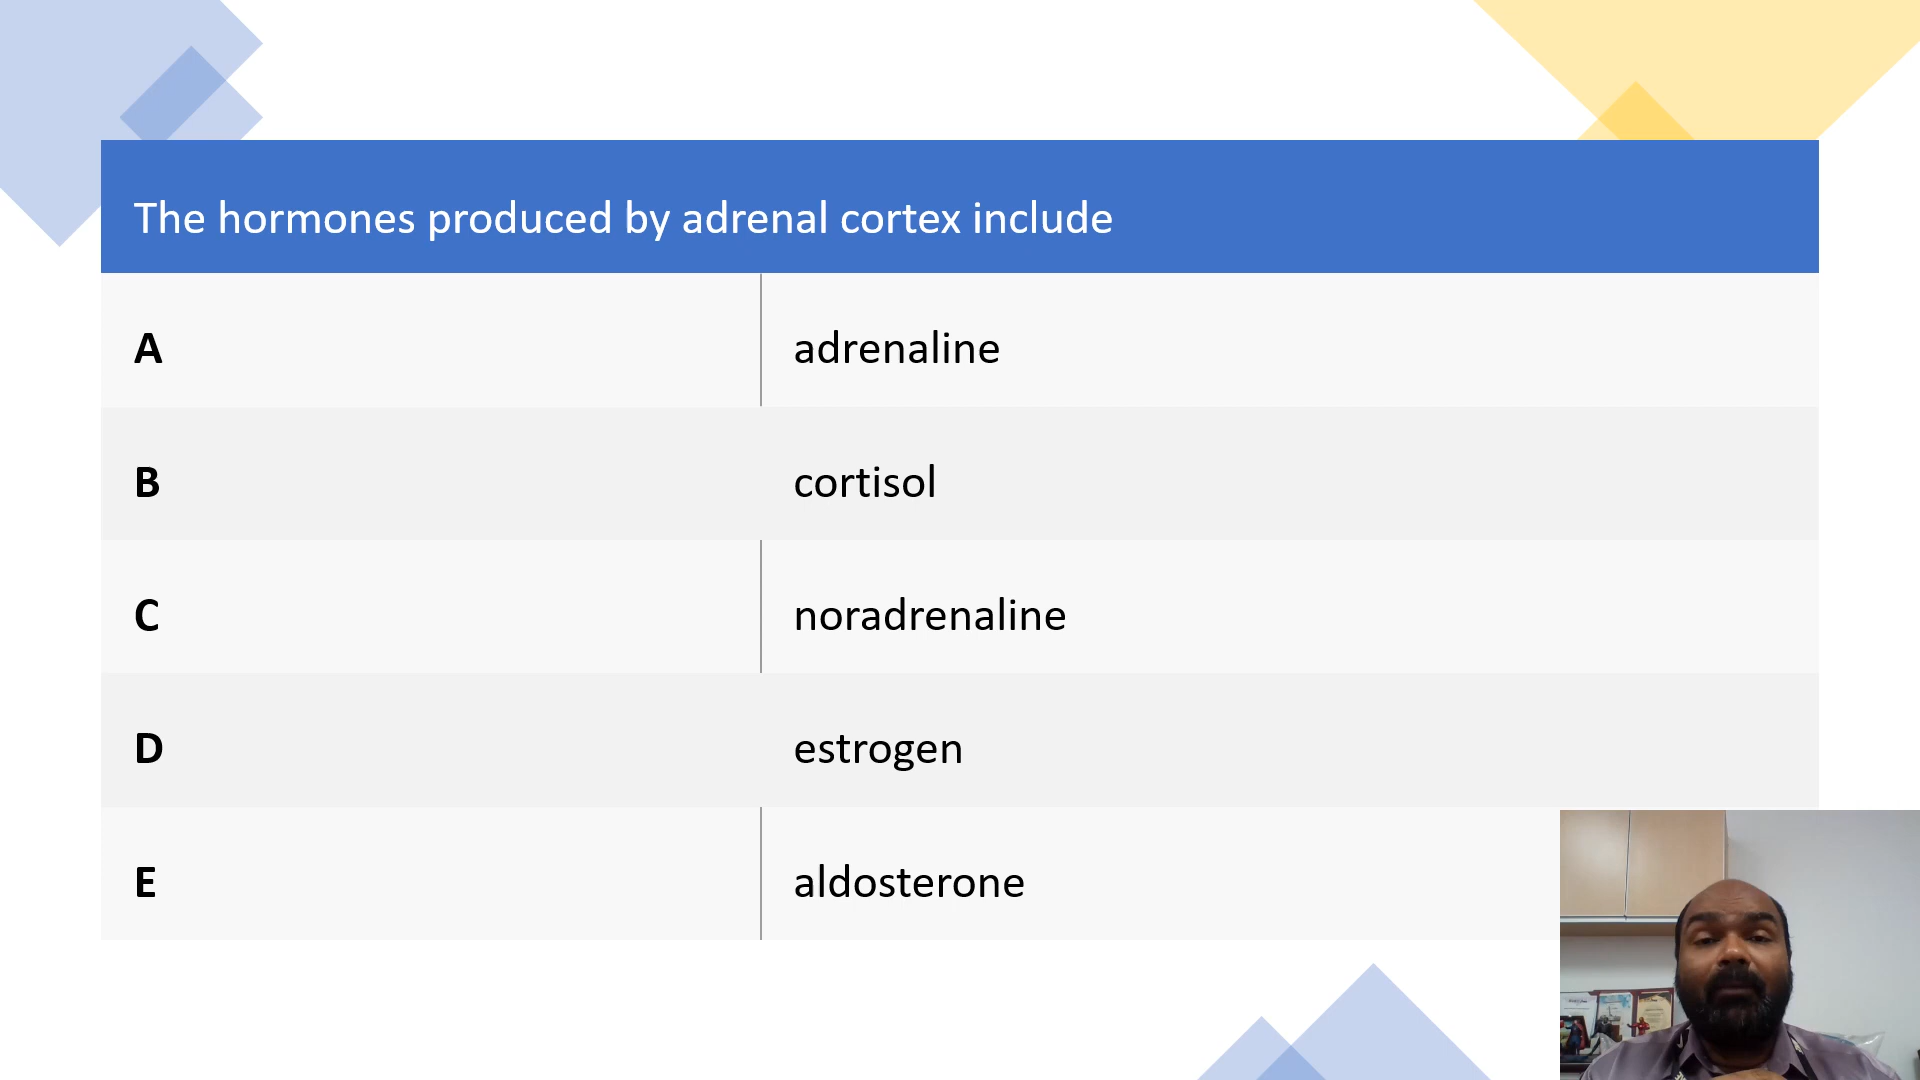 The hormones produced by adrenal cortex include
A adrenaline
B cortisol
C noradrenaline
D estrogen
E aldosterone